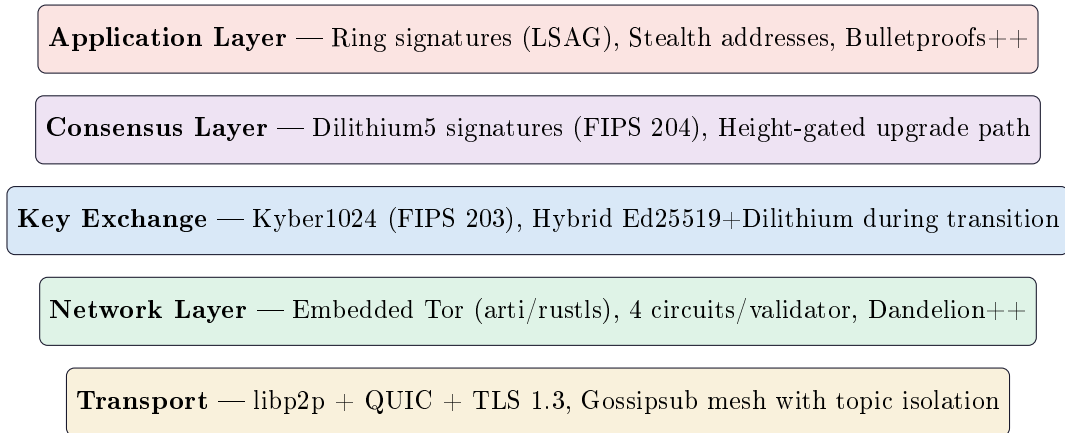 Application Layer — Ring signatures (LSAG), Stealth addresses, Bulletproofs++
Consensus Layer — Dilithium5 signatures (FIPS 204), Height-gated upgrade path
Key Exchange — Kyber1024 (FIPS 203), Hybrid Ed25519+Dilithium during transition
Network Layer — Embedded Tor (arti/rustls), 4 circuits/validator, Dandelion++
Transport — libp2p + QUIC + TLS 1.3, Gossipsub mesh with topic isolation